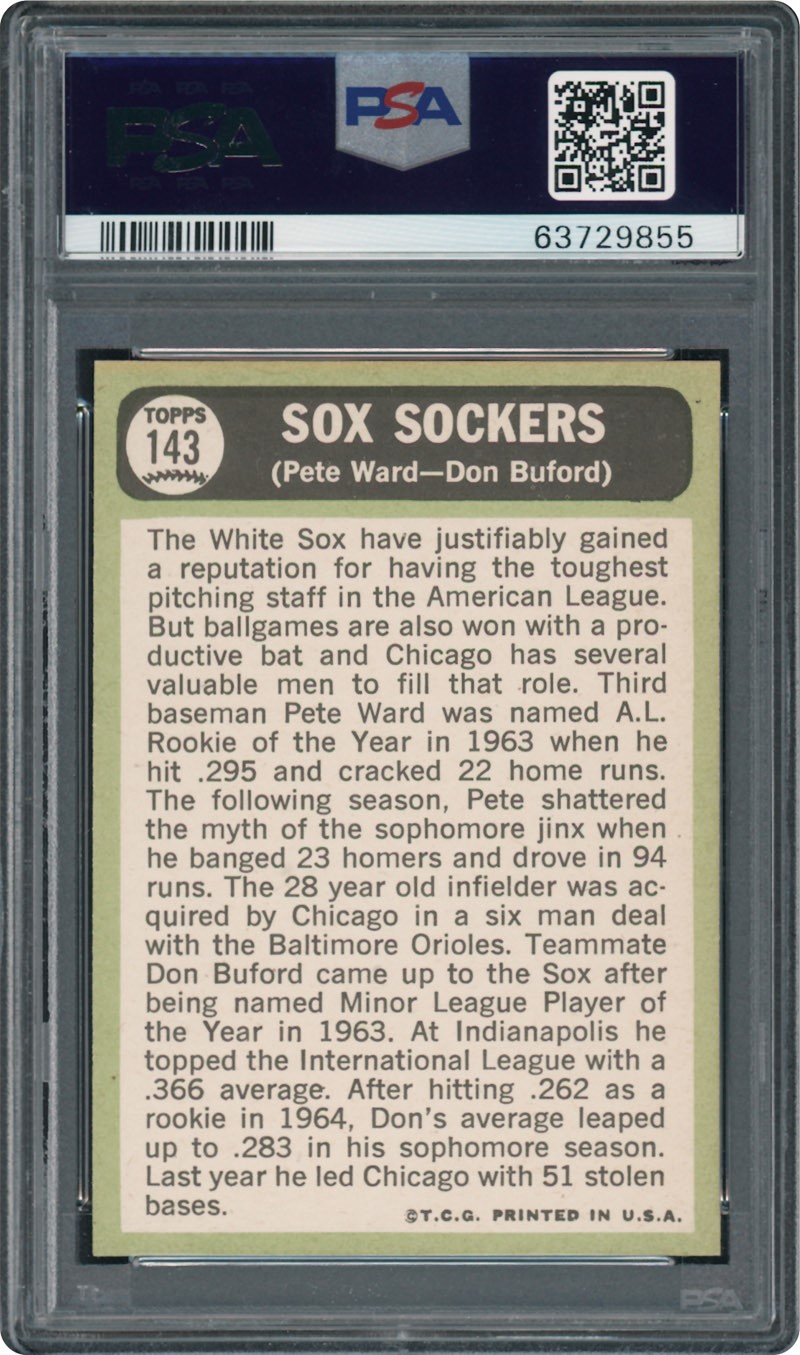 PSA PSA PSA
PSA
PSA PSA PSA
PSA
63729855
TOPPS
143
SOX SOCKERS
(Pete Ward—Don Buford)
The White Sox have justifiably gained
a reputation for having the toughest
pitching staff in the American League.
But ballgames are also won with a pro-
ductive bat and Chicago has several
valuable men to fill that role. Third
baseman Pete Ward was named A.L.
Rookie of the Year in 1963 when he
hit .295 and cracked 22 home runs.
The following season, Pete shattered
the myth of the sophomore jinx when
he banged 23 homers and drove in 94
runs. The 28 year old infielder was ac-
quired by Chicago in a six man deal
with the Baltimore Orioles. Teammate
Don Buford came up to the Sox after
being named Minor League Player of
the Year in 1963. At Indianapolis he
topped the International League with a
.366 average. After hitting .262 as a
rookie in 1964, Don's average leaped
up to .283 in his sophomore season.
Last year he led Chicago with 51 stolen
bases.
©T.C.G. PRINTED IN U.S.A.
PSA